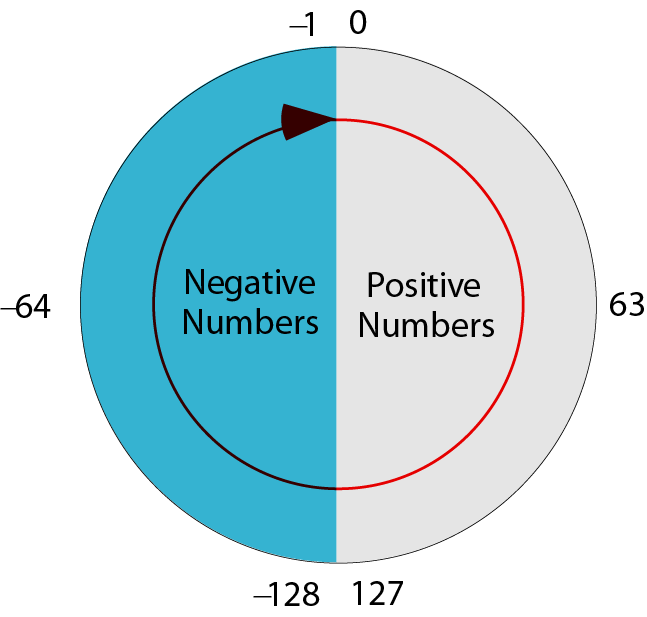 –1 0
Negative Numbers
Positive Numbers
–64
63
–128 127